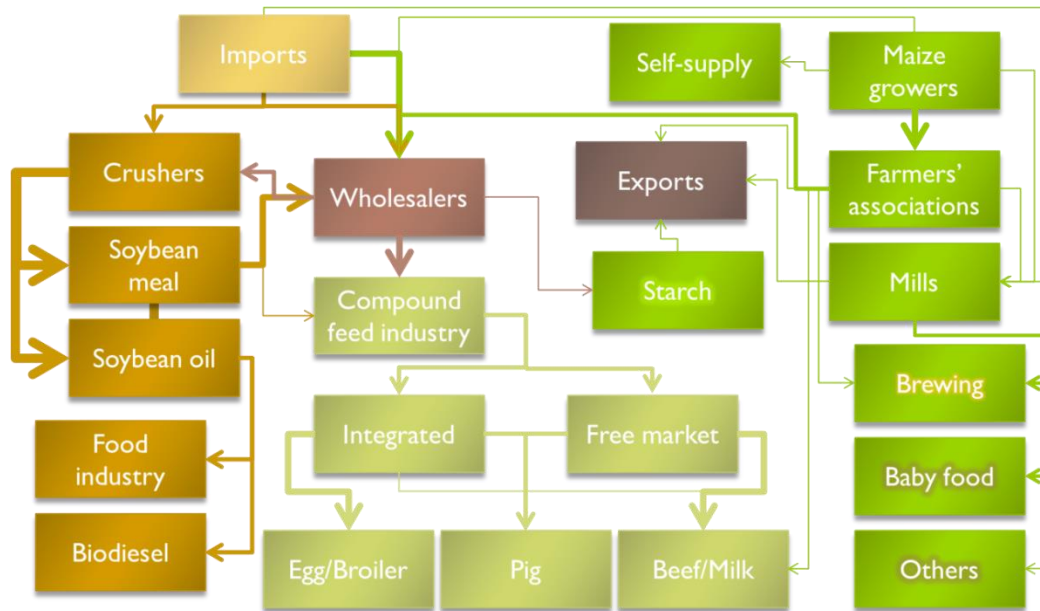 Imports
Self-supply
Maize
growers
Crushers
Wholesalers
Exports
Farmers'
associations
Soybean
meal
Compound
feed industry
Starch
Mills
Soybean oil
Brewing
Food
industry
Integrated
Free market
Baby food
Biodiesel
Egg/Broiler
Pig
Beef/Milk
Others